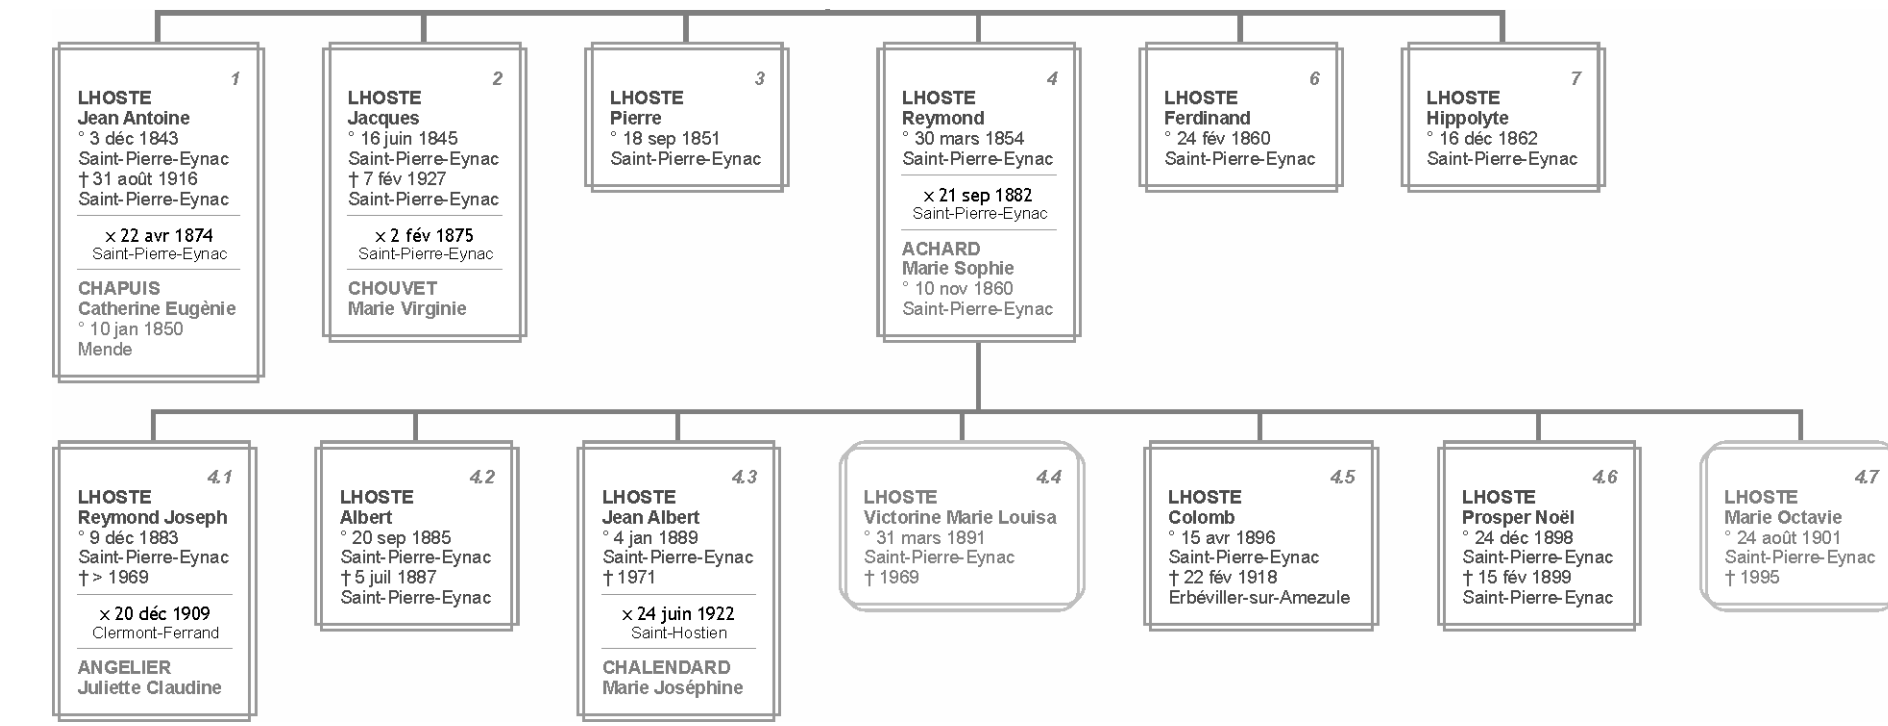 1
LHOSTE
Jean Antoine
° 3 déc 1843
Saint-Pierre-Eynac
† 31 août 1916
Saint-Pierre-Eynac
x 22 avr 1874
Saint-Pierre-Eynac
CHAPUIS
Catherine Eugènie
° 10 jan 1850
Mende
2
LHOSTE
Jacques
° 16 juin 1845
Saint-Pierre-Eynac
† 7 fév 1927
Saint-Pierre-Eynac
x 2 fév 1875
Saint-Pierre-Eynac
CHOUVET
Marie Virginie
3
LHOSTE
Pierre
° 18 sep 1851
Saint-Pierre-Eynac
4
LHOSTE
Reymond
° 30 mars 1854
Saint-Pierre-Eynac
x 21 sep 1882
Saint-Pierre-Eynac
ACHARD
Marie Sophie
° 10 nov 1860
Saint-Pierre-Eynac
6
LHOSTE
Ferdinand
° 24 fév 1860
Saint-Pierre-Eynac
7
LHOSTE
Hippolyte
° 16 déc 1862
Saint-Pierre-Eynac
4.1
LHOSTE
Reymond Joseph
° 9 déc 1883
Saint-Pierre-Eynac
† > 1969
x 20 déc 1909
Clermont-Ferrand
ANGELIER
Juliette Claudine
4.2
LHOSTE
Albert
° 20 sep 1885
Saint-Pierre-Eynac
† 5 juil 1887
Saint-Pierre-Eynac
4.3
LHOSTE
Jean Albert
° 4 jan 1889
Saint-Pierre-Eynac
† 1971
x 24 juin 1922
Saint-Hostien
CHALENDARD
Marie Joséphine
4.4
LHOSTE
Victorine Marie Louisa
° 31 mars 1891
Saint-Pierre-Eynac
† 1969
4.5
LHOSTE
Colomb
° 15 avr 1896
Saint-Pierre-Eynac
† 22 fév 1918
Erbéviller-sur-Amezule
4.6
LHOSTE
Prosper Noël
° 24 déc 1898
Saint-Pierre-Eynac
† 15 fév 1899
Saint-Pierre-Eynac
4.7
LHOSTE
Marie Octavie
° 24 août 1901
Saint-Pierre-Eynac
† 1995